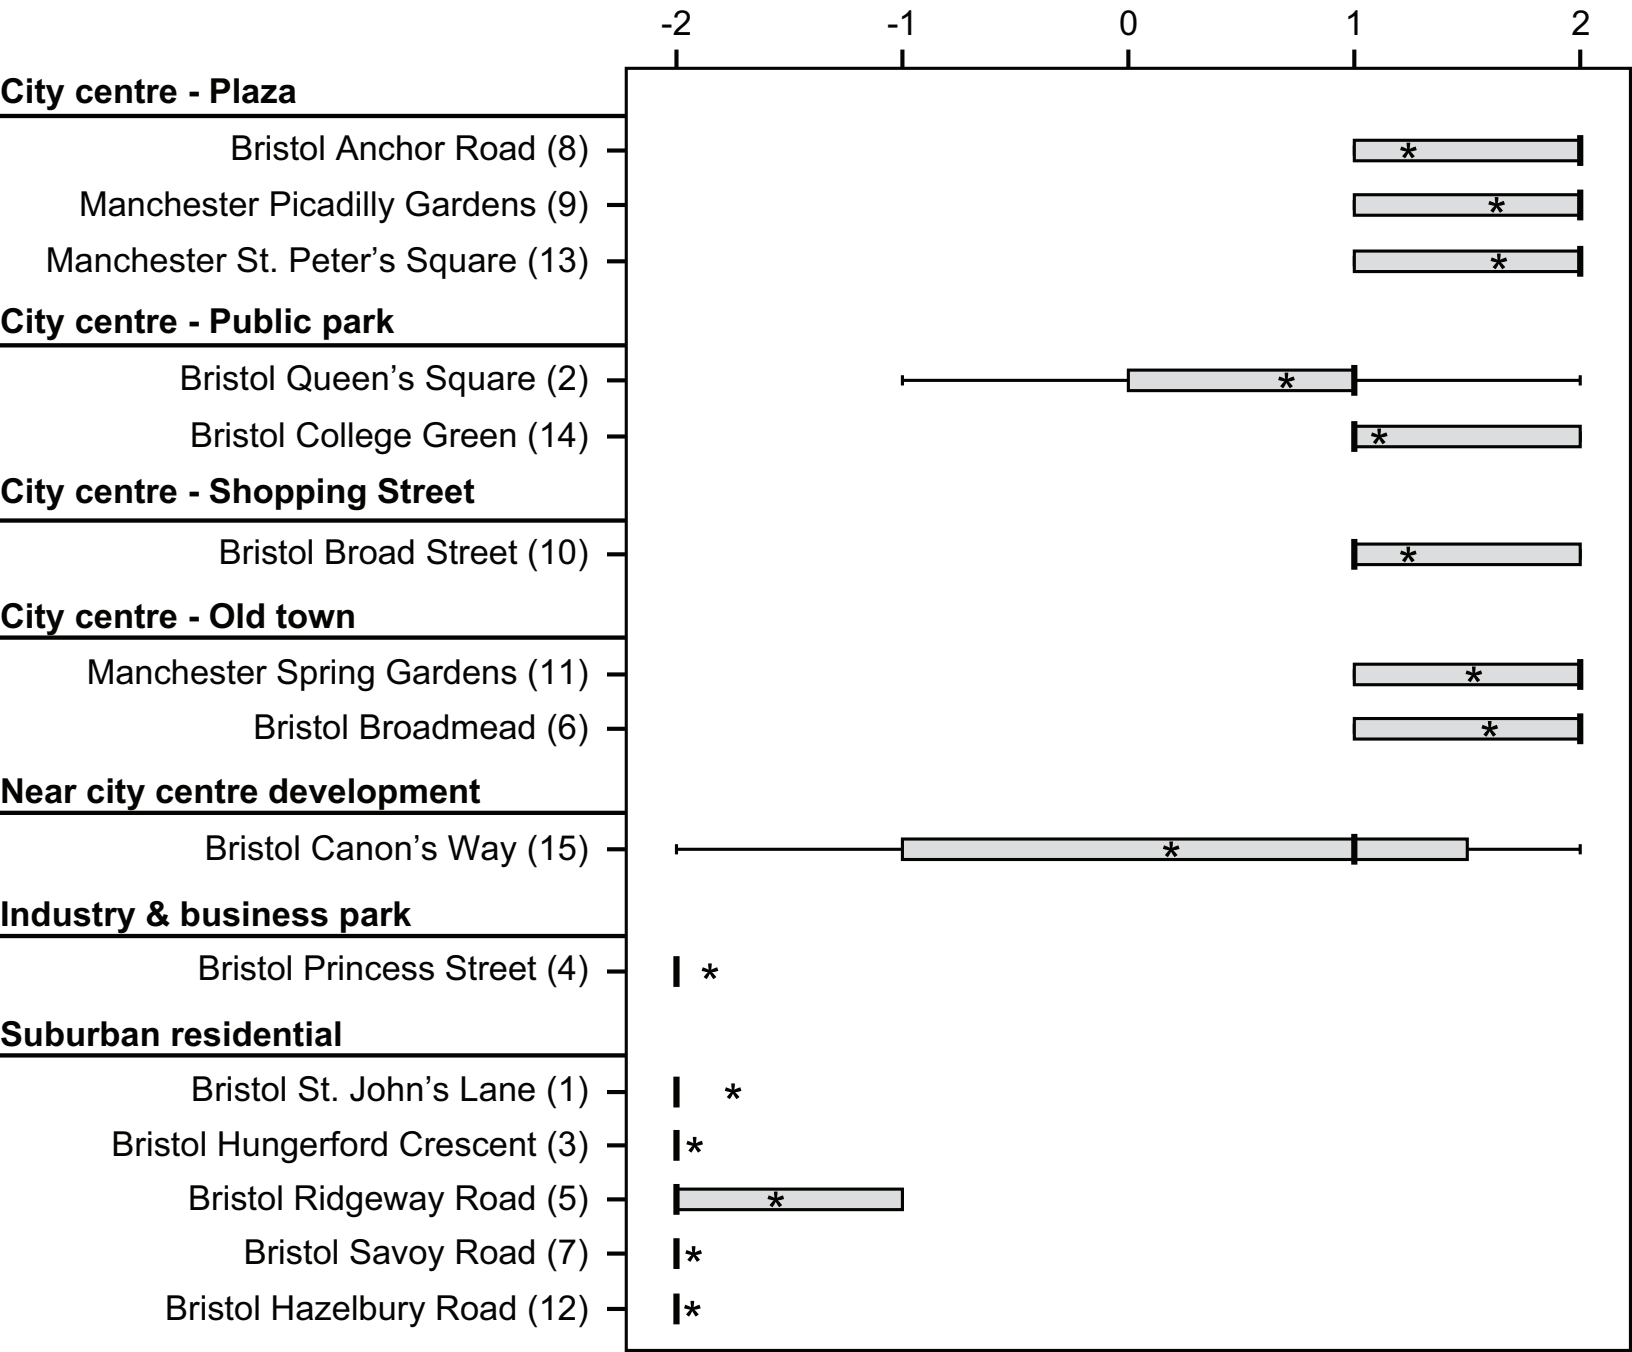 -2 -1 0 1 2
City centre - Plaza
Bristol Anchor Road (8)
Manchester Picadilly Gardens (9)
Manchester St. Peter’s Square (13)
City centre - Public park
Bristol Queen’s Square (2)
Bristol College Green (14)
City centre - Shopping Street
Bristol Broad Street (10)
City centre - Old town
Manchester Spring Gardens (11)
Bristol Broadmead (6)
Near city centre development
Bristol Canon’s Way (15)
Industry & business park
Bristol Princess Street (4)
Suburban residential
Bristol St. John’s Lane (1)
Bristol Hungerford Crescent (3)
Bristol Ridgeway Road (5)
Bristol Savoy Road (7)
Bristol Hazelbury Road (12)